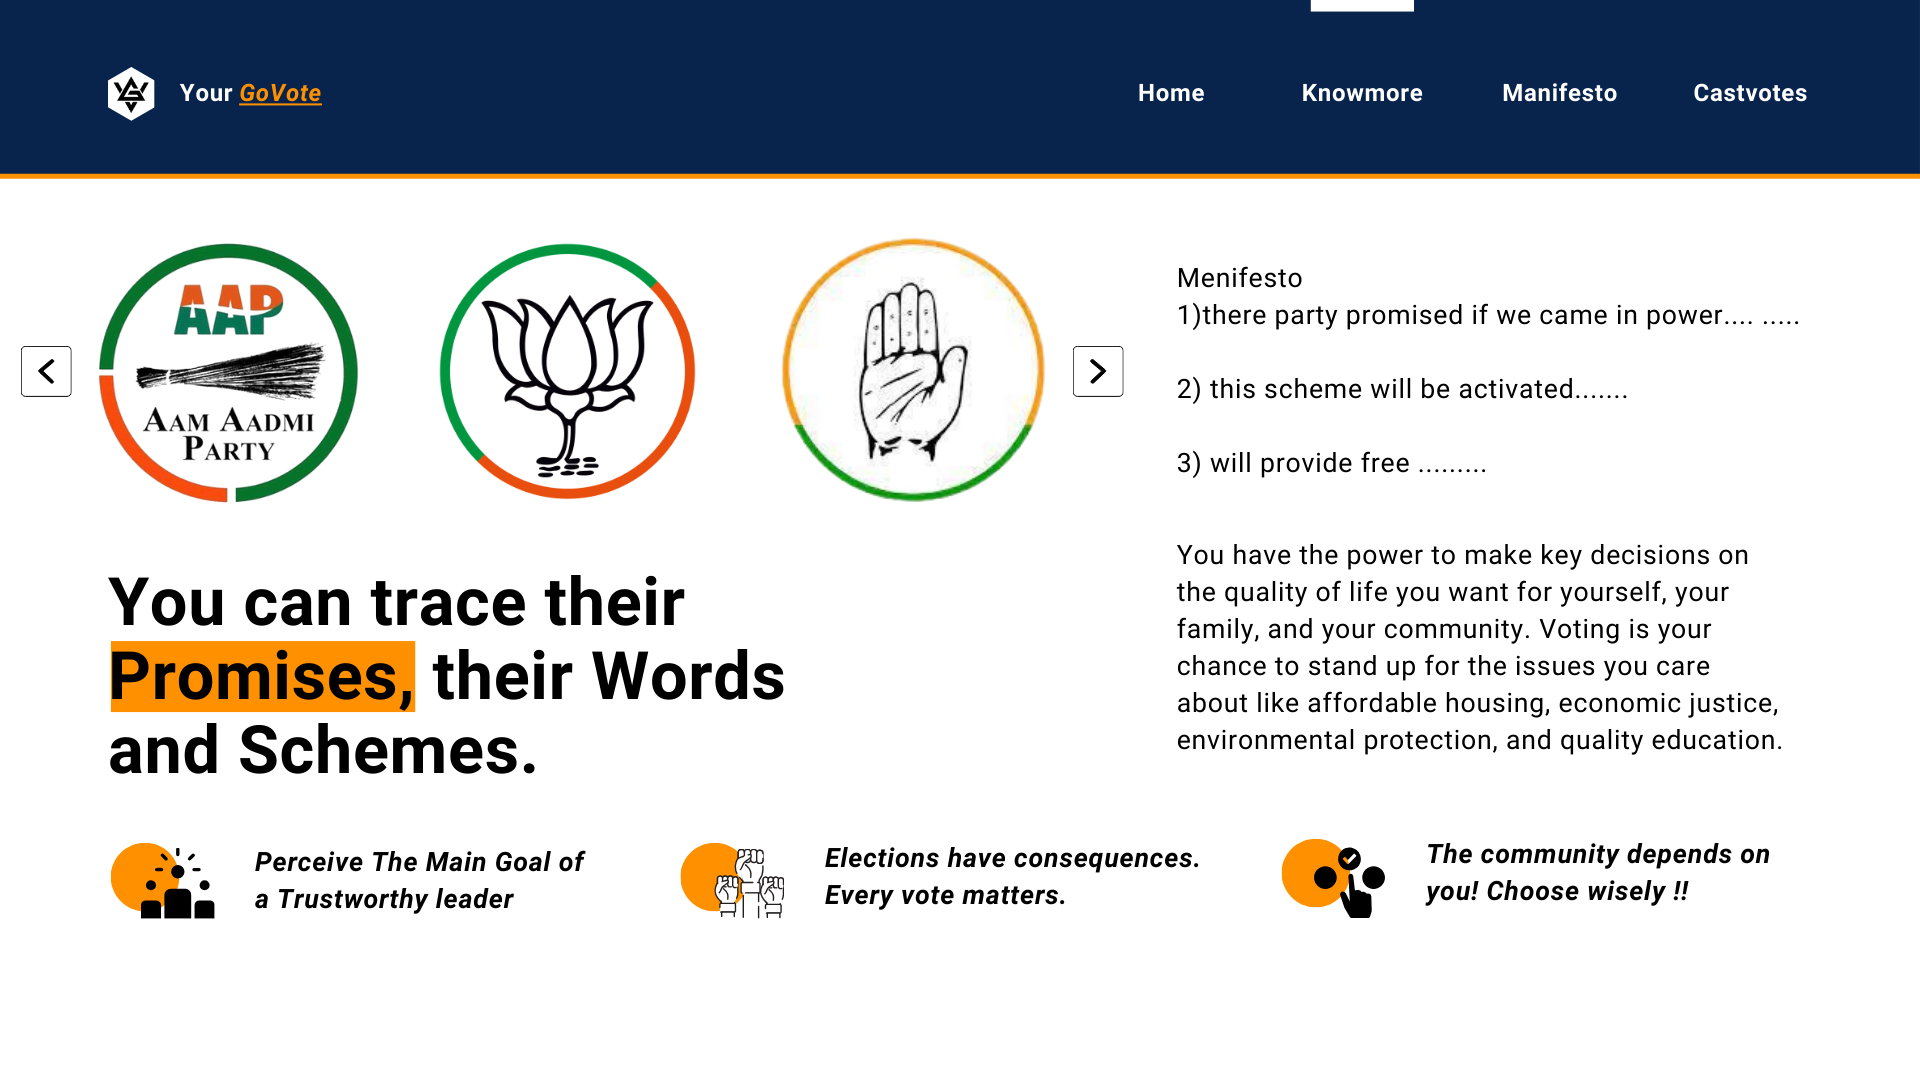 Your GoVote
Home
Knowmore
Manifesto
Castvotes
AAP
AAM AADMI
PARTY
Menifesto
1)there party promised if we came in power.... .....
2) this scheme will be activated.......
3) will provide free .........
You can trace their
Promises, their Words
and Schemes.
You have the power to make key decisions on
the quality of life you want for yourself, your
family, and your community. Voting is your
chance to stand up for the issues you care
about like affordable housing, economic justice,
environmental protection, and quality education.
Perceive The Main Goal of
a Trustworthy leader
Elections have consequences.
Every vote matters.
The community depends on
you! Choose wisely !!